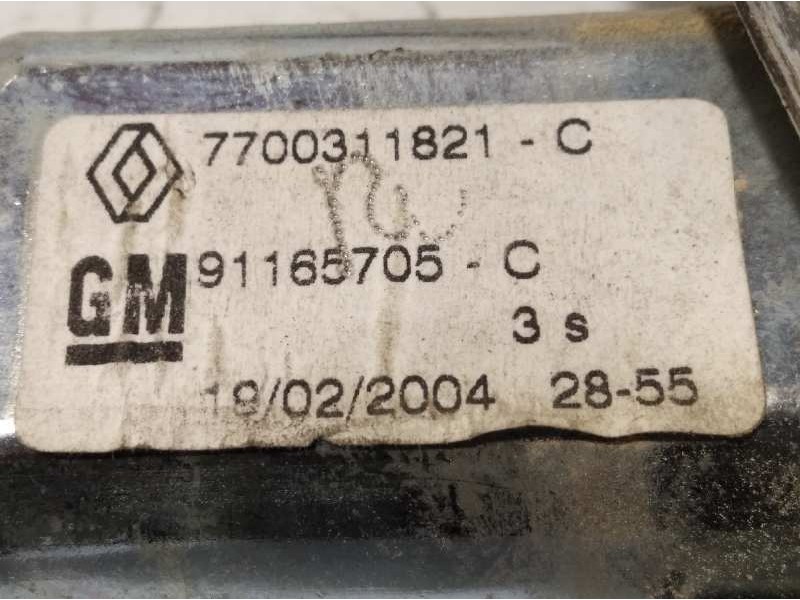 7700311821 - C
GM 91165705 - C
3 s
19/02/2004 28-55